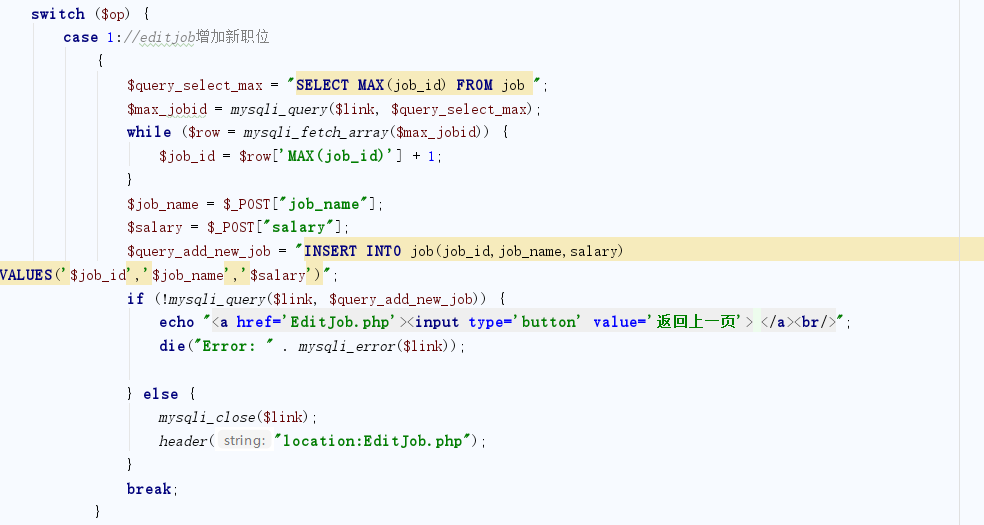 switch ($op) {
case 1://editjob增加新职位
{
$query_select_max = "SELECT MAX(job_id) FROM job ";
$max_jobid = mysqli_query($link, $query_select_max);
while ($row = mysqli_fetch_array($max_jobid)) {
$job_id = $row['MAX(job_id)'] + 1;
}
$job_name = $_POST["job_name"];
$salary = $_POST["salary"];
$query_add_new_job = "INSERT INTO job(job_id,job_name,salary)
VALUES('$job_id','$job_name','$salary')";
if (!mysqli_query($link, $query_add_new_job)) {
echo "<a href='EditJob.php'><input type='button' value='返回上一页'> </a><br/>";
die("Error: " . mysqli_error($link));
} else {
mysqli_close($link);
header( string: "location:EditJob.php");
}
break;
}